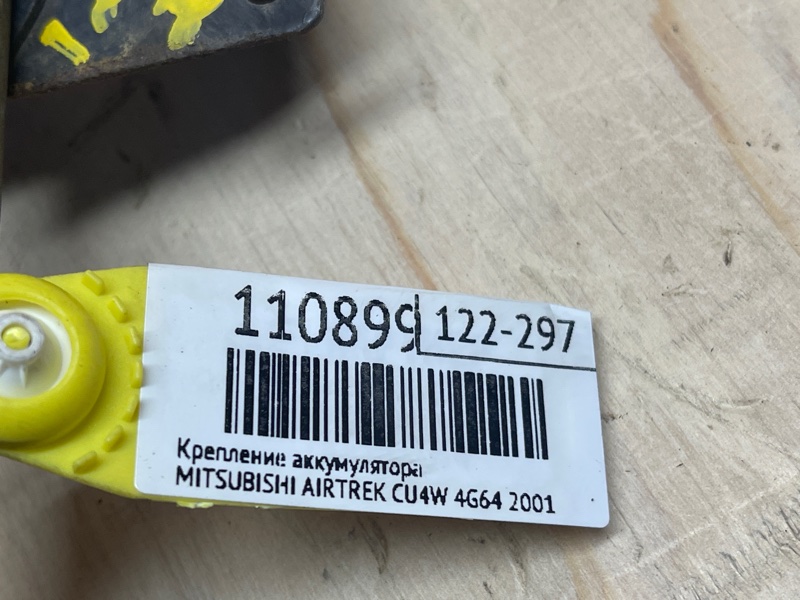 110899 122-297
Крепление аккумулятора
MITSUBISHI AIRTREK CU4W 4G64 2001